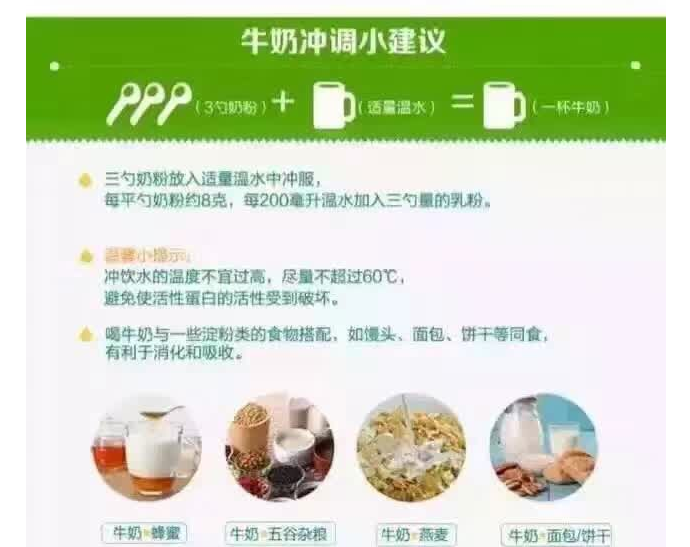 牛奶冲调小建议
（3勺奶粉）+（适量温水）=（一杯牛奶）
三勺奶粉放入适量温水中冲服，
每平勺奶粉约8克，每200毫升温水加入三勺量的乳粉。
温馨小提示：
冲饮水的温度不宜过高，尽量不超过60℃，
避免使活性蛋白的活性受到破坏。
喝牛奶与一些淀粉类的食物搭配，如馒头、面包、饼干等同食，
有利于消化和吸收。
牛奶+蜂蜜 牛奶+五谷杂粮 牛奶+燕麦 牛奶+面包/饼干